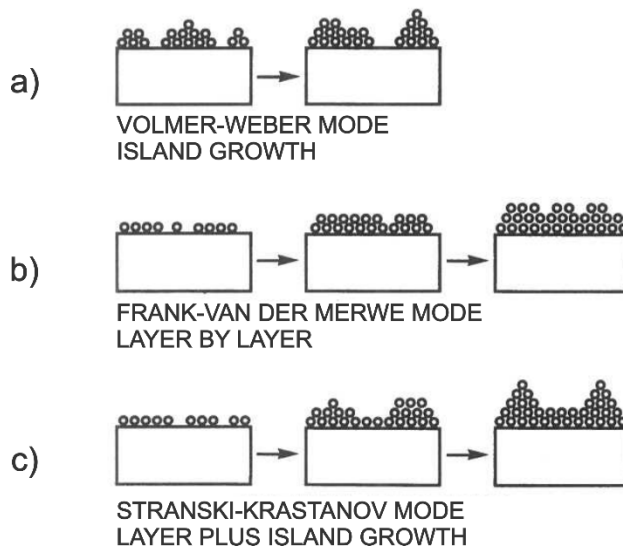 a)
VOLMER-WEBER MODE
ISLAND GROWTH
b)
FRANK-VAN DER MERWE MODE
LAYER BY LAYER
c)
STRANSKI-KRASTANOV MODE
LAYER PLUS ISLAND GROWTH